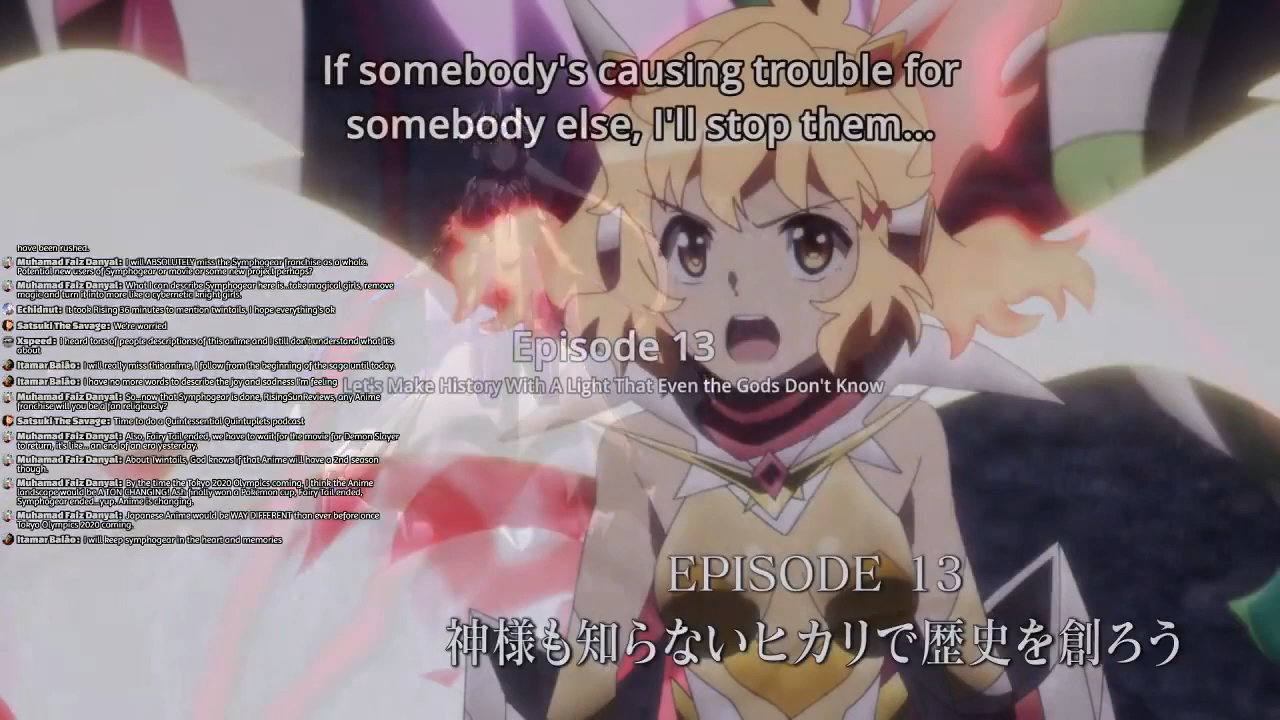 If somebody's causing trouble for
somebody else, I'll stop them...
have been rushed.
Muhamad Faiz Danyal: I will ABSOLUTELY miss the Symphogear franchise as a whole.
Potential new users of Symphogear or movie or some new project perhaps?
Muhamad Faiz Danyal: What I can describe Symphogear here is...take magical girls, remove
magic and turn it into more like a cybernetic knight girls.
Echidnut: It took Rising 36 minutes to mention twintails, I hope everything's ok
Satsuki The Savage: We're worried
Xspeed: I heard tons of people descriptions of this anime and I still don't understand what it's
about
Itamar Balão: I will really miss this anime, I follow from the beginning of the saga until today.
Itamar Balão: I have no more words to describe the joy and sadness I'm feeling
Muhamad Faiz Danyal: So...now that Symphogear is done, RisingSunReviews, any Anime
franchise will you be a fan religiously?
Satsuki The Savage: Time to do a Quintessential Quintuplets podcast
Muhamad Faiz Danyal: Also, Fairy Tail ended, we have to wait for the movie for Demon Slayer
to return, it's like...an end of an era yesterday.
Muhamad Faiz Danyal: About Twintails, God knows if that Anime will have a 2nd season
though.
Muhamad Faiz Danyal: By the time the Tokyo 2020 Olympics coming, I think the Anime
landscape would be A TON CHANGING! Ash finally won a Pokemon cup, Fairy Tail ended,
Symphogear ended...yup. Anime is changing.
Muhamad Faiz Danyal: Japanese Anime would be WAY DIFFERENT than ever before once
Tokyo Olympics 2020 coming.
Itamar Balão: I will keep symphogear in the heart and memories
Episode 13
Let's Make History With A Light That Even the Gods Don't Know
EPISODE 13
神様も知らないヒカリで歴史を創ろう